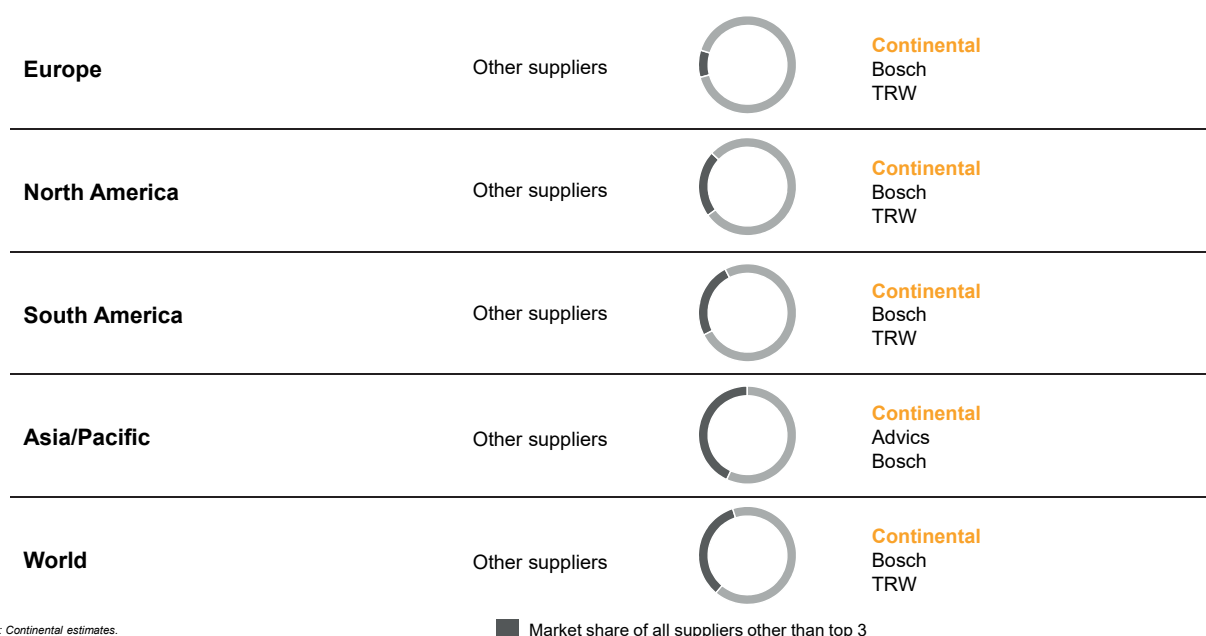 Europe
Other suppliers
Continental
Bosch
TRW
North America
Other suppliers
Continental
Bosch
TRW
South America
Other suppliers
Continental
Bosch
TRW
Asia/Pacific
Other suppliers
Continental
Advics
Bosch
World
Other suppliers
Continental
Bosch
TRW
: Continental estimates.
Market share of all suppliers other than top 3